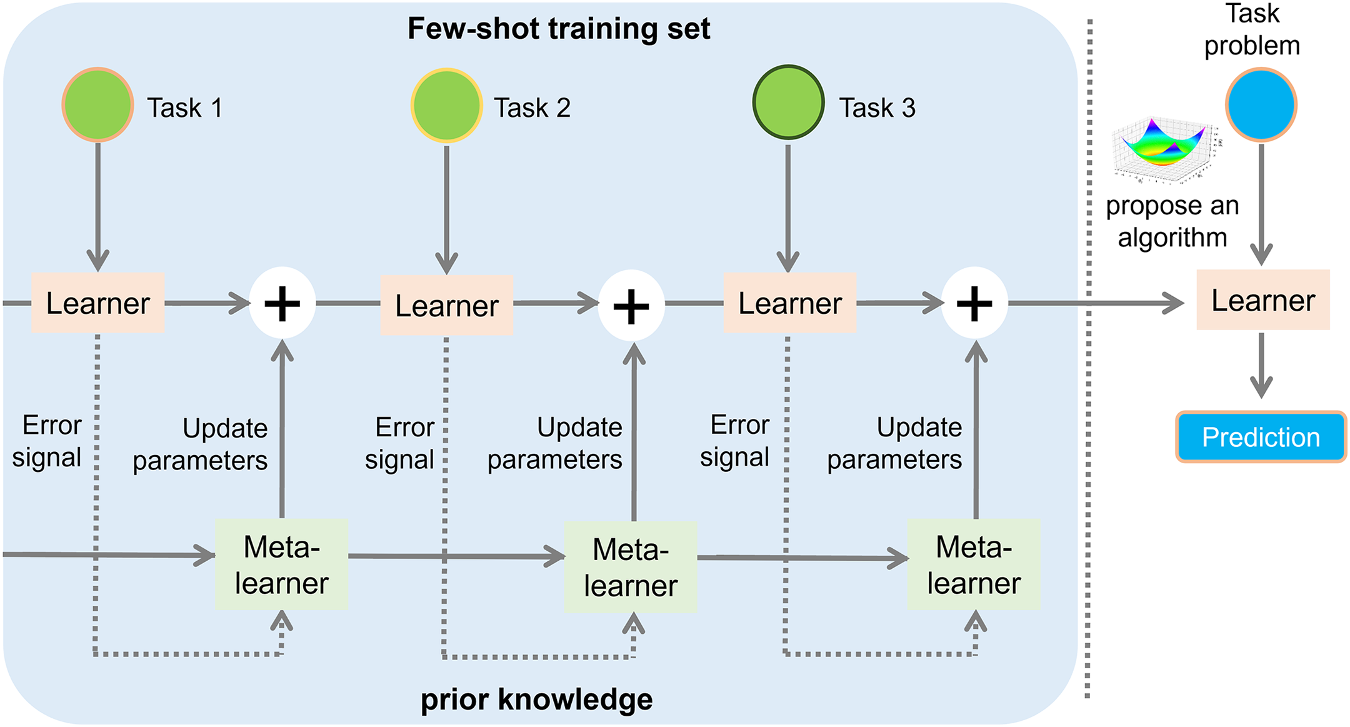 Few-shot training set
Task
problem
Task 1
Task 2
Task 3
propose an
algorithm
Learner
+
Learner
+
Learner
+
Learner
Error
signal
Update
parameters
Error
signal
Update
parameters
Error
signal
Update
parameters
Prediction
Meta-
learner
Meta-
learner
Meta-
learner
prior knowledge